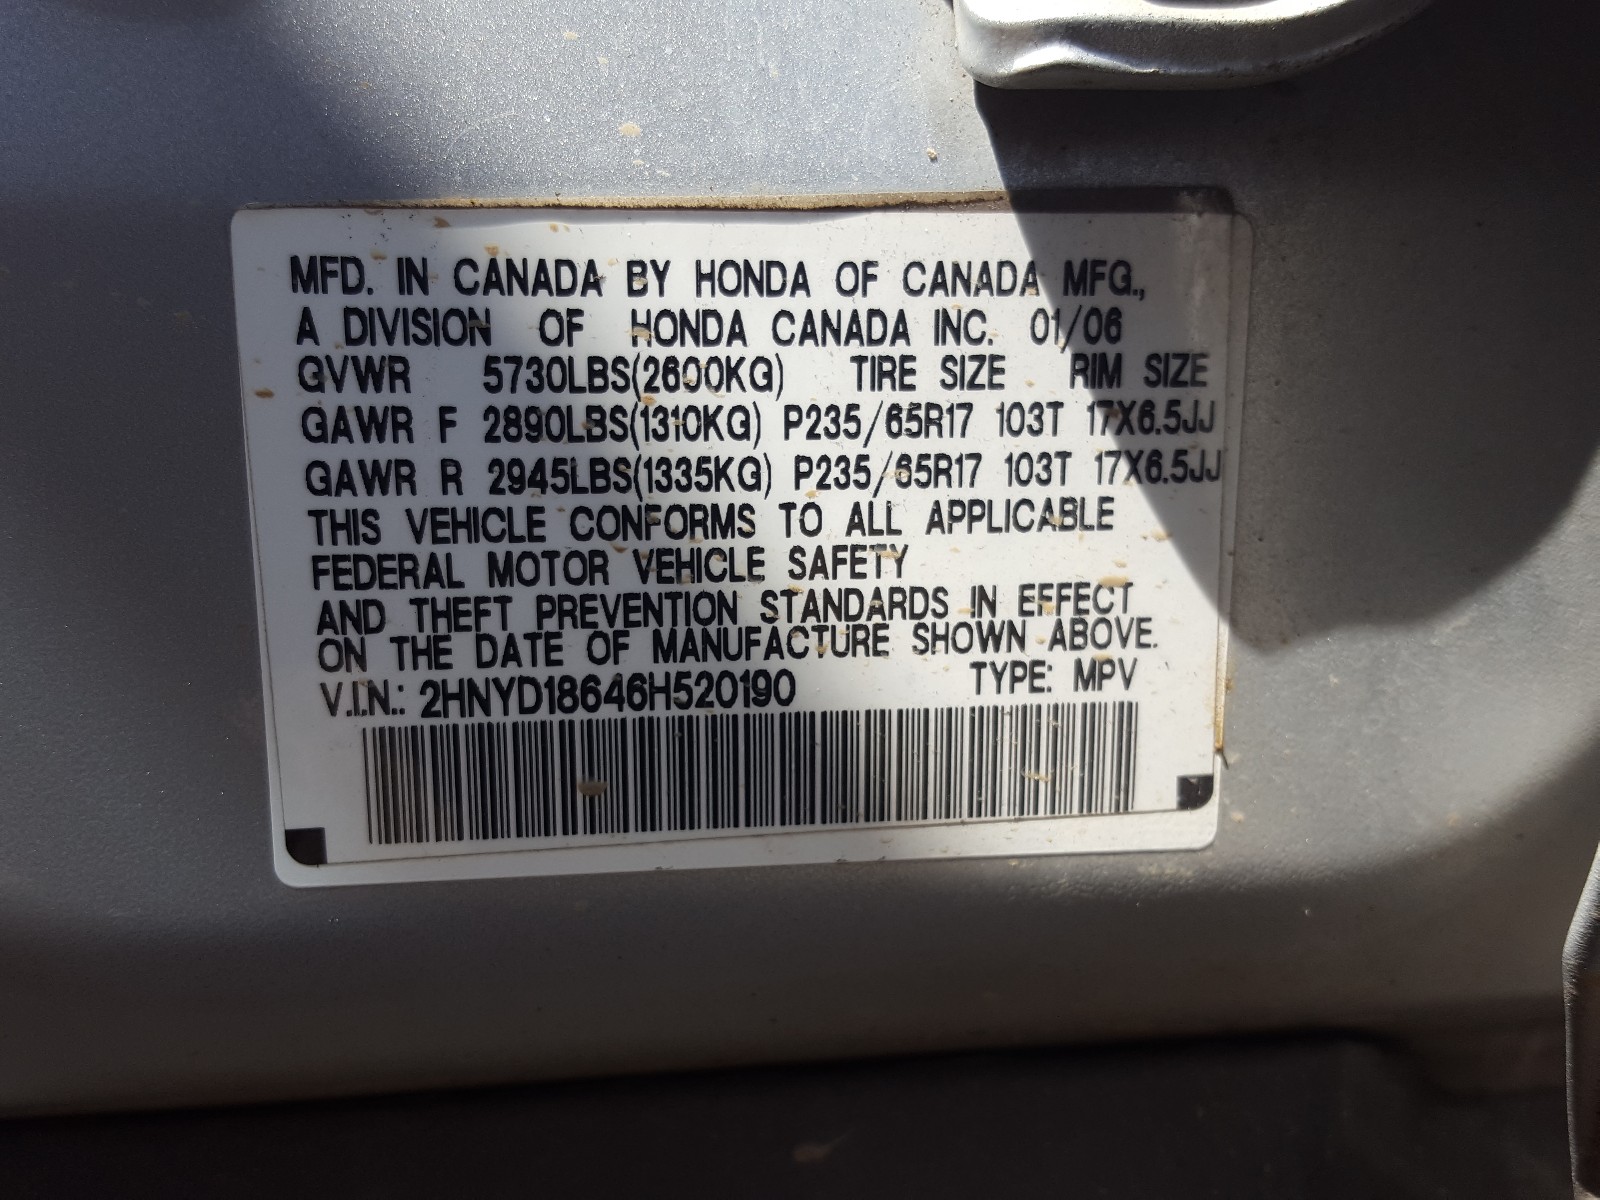 MFD. IN CANADA BY HONDA OF CANADA MFG.,
A DIVISION OF HONDA CANADA INC. 01/06
GVWR 5730LBS(2600KG) TIRE SIZE RIM SIZE
GAWR F 2890LBS(1310KG) P235/65R17 103T 17X6.5JJ
GAWR R 2945LBS(1335KG) P235/65R17 103T 17X6.5JJ
THIS VEHICLE CONFORMS TO ALL APPLICABLE
FEDERAL MOTOR VEHICLE SAFETY
AND THEFT PREVENTION STANDARDS IN EFFECT
ON THE DATE OF MANUFACTURE SHOWN ABOVE.
V.I.N.: 2HNYD18646H520190 TYPE: MPV